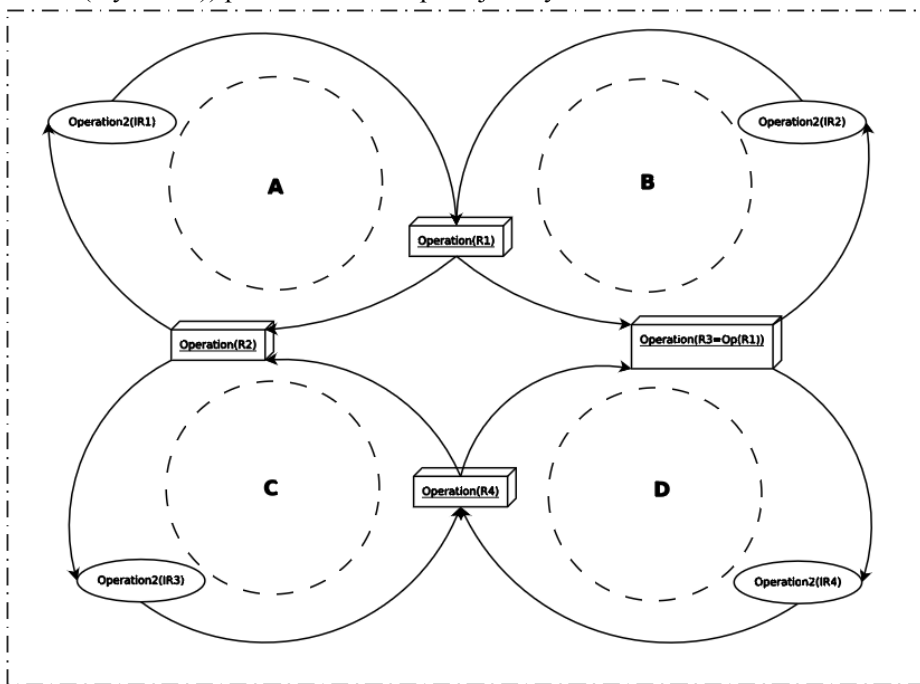 Operation2(IR1)
Operation2(IR2)
A
B
Operation(R1)
Operation(R2)
Operation(R3=Op(R1))
C
D
Operation(R4)
Operation2(IR3)
Operation2(IR4)